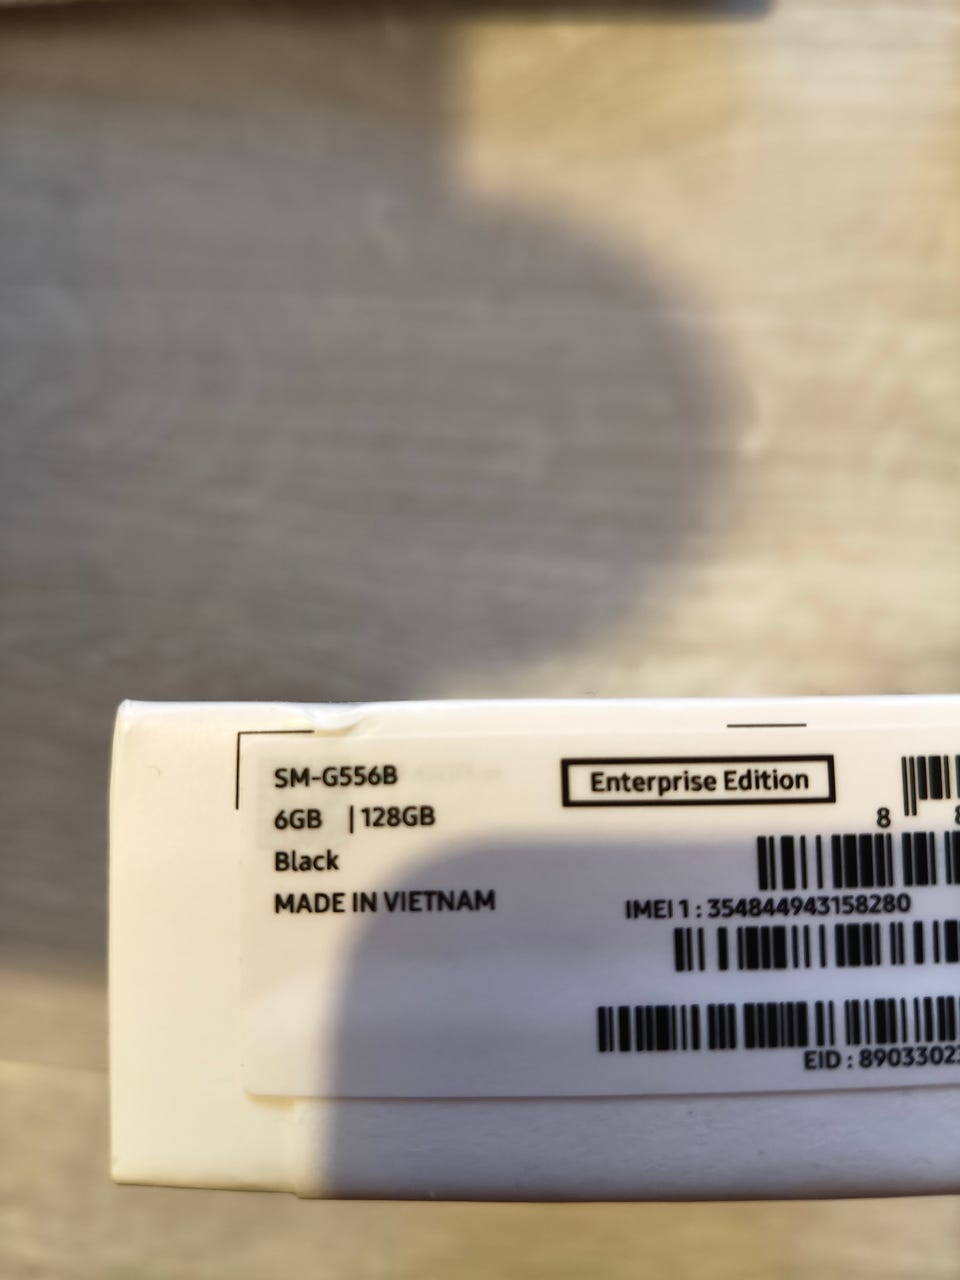 SM-G556B
6GB | 128GB
Black
MADE IN VIETNAM
Enterprise Edition
8
IMEI 1 : 354844943158280
EID : 8903302